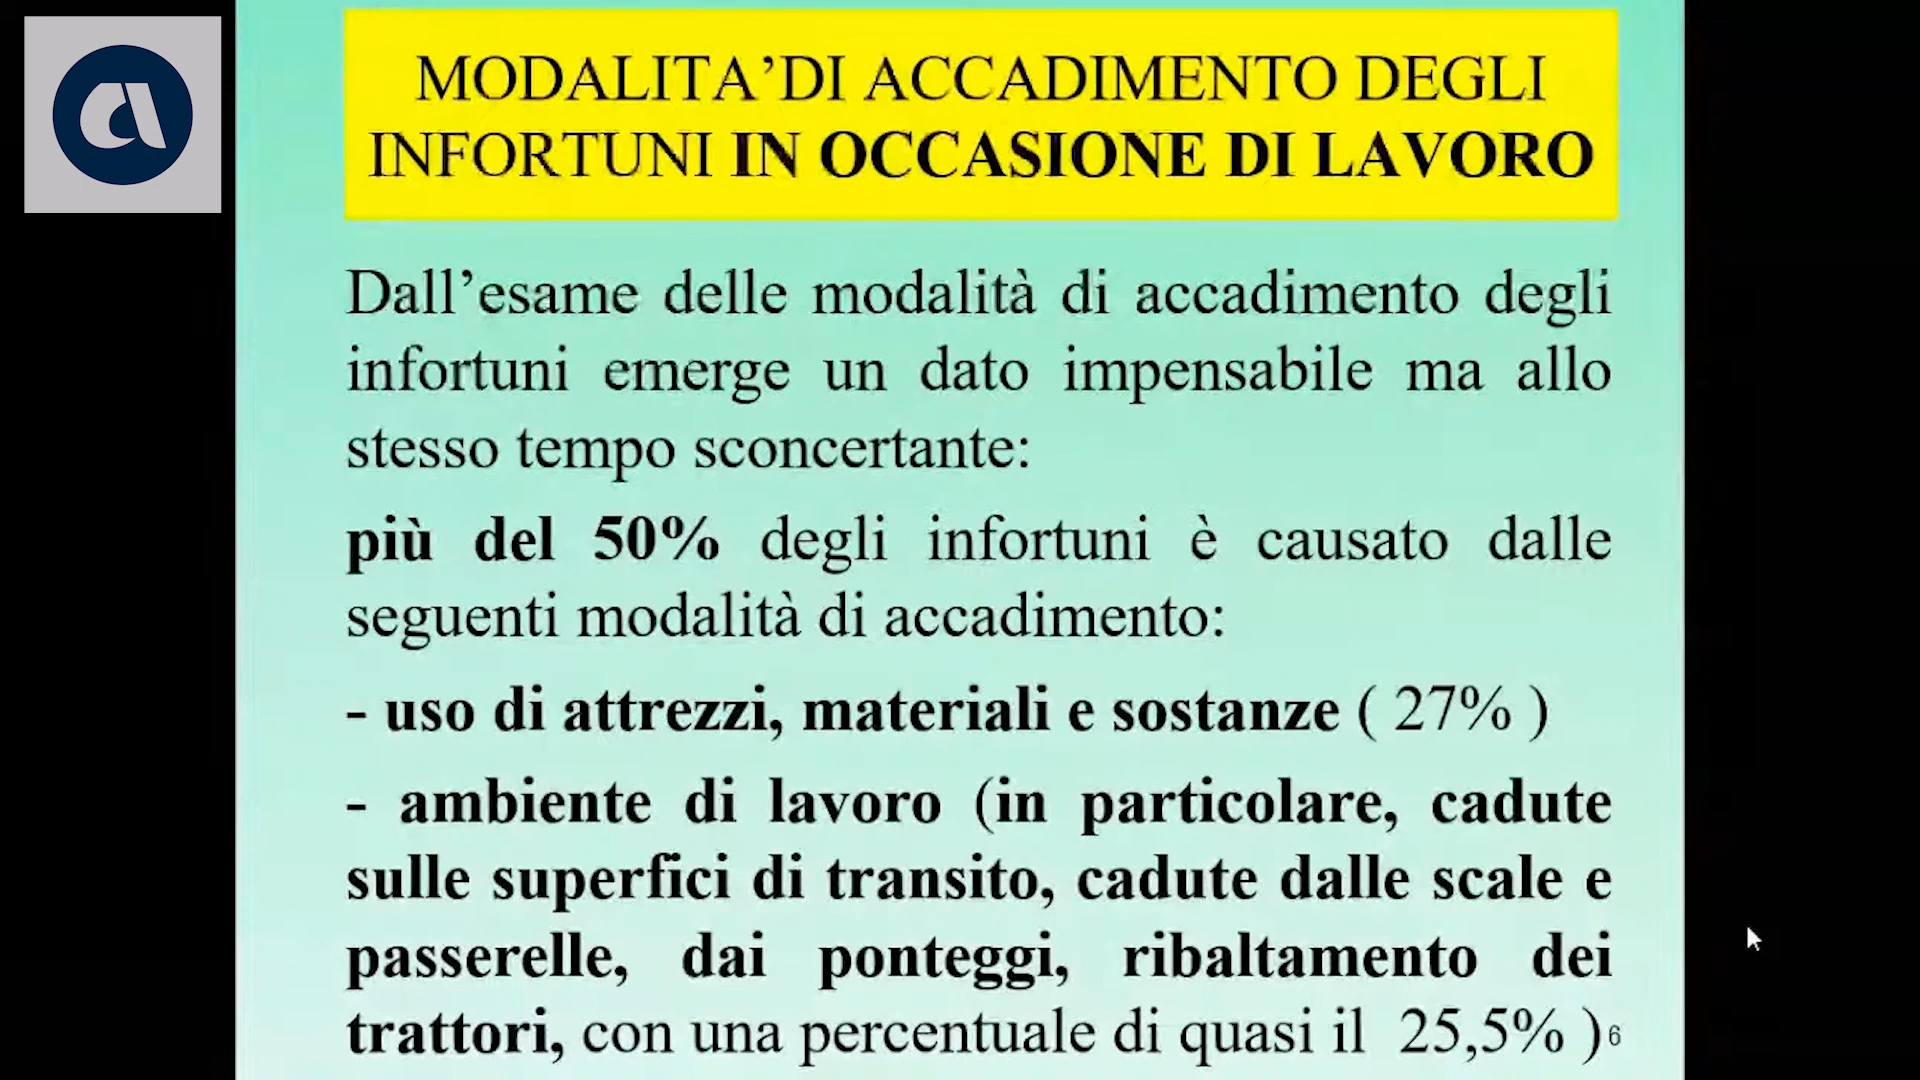 MODALITA’DI ACCADIMENTO DEGLI
INFORTUNI IN OCCASIONE DI LAVORO
Dall’esame delle modalità di accadimento degli
infortuni emerge un dato impensabile ma allo
stesso tempo sconcertante:
più del 50% degli infortuni è causato dalle
seguenti modalità di accadimento:
- uso di attrezzi, materiali e sostanze ( 27% )
- ambiente di lavoro (in particolare, cadute
sulle superfici di transito, cadute dalle scale e
passerelle, dai ponteggi, ribaltamento dei
trattori, con una percentuale di quasi il 25,5% )
6